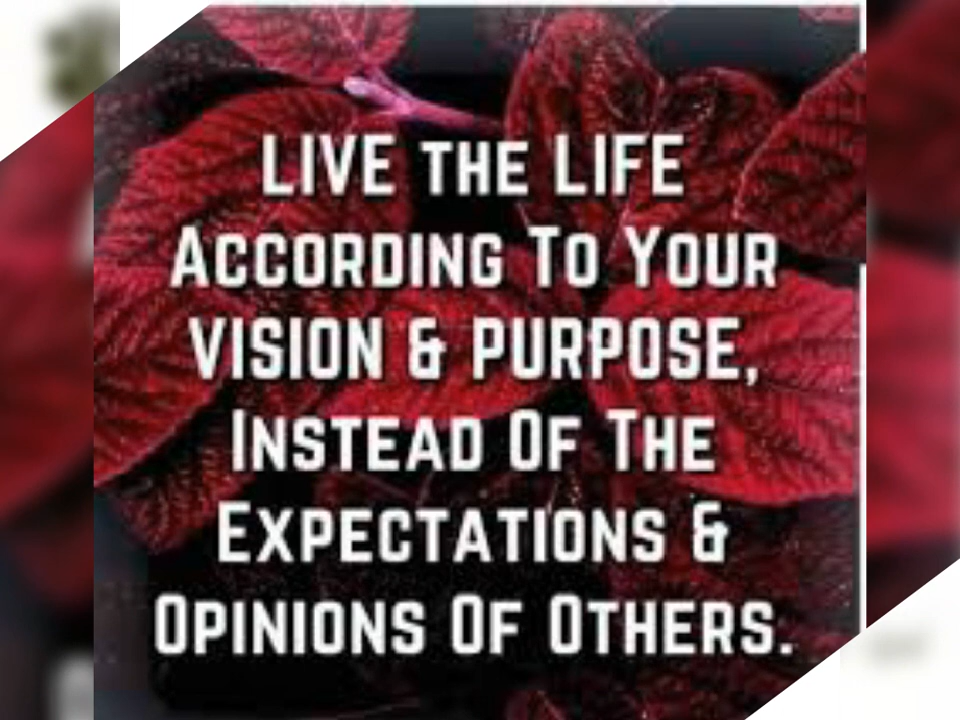 LIVE THE LIFE
ACCORDING TO YOUR
VISION & PURPOSE,
INSTEAD OF THE
EXPECTATIONS &
OPINIONS OF OTHERS.